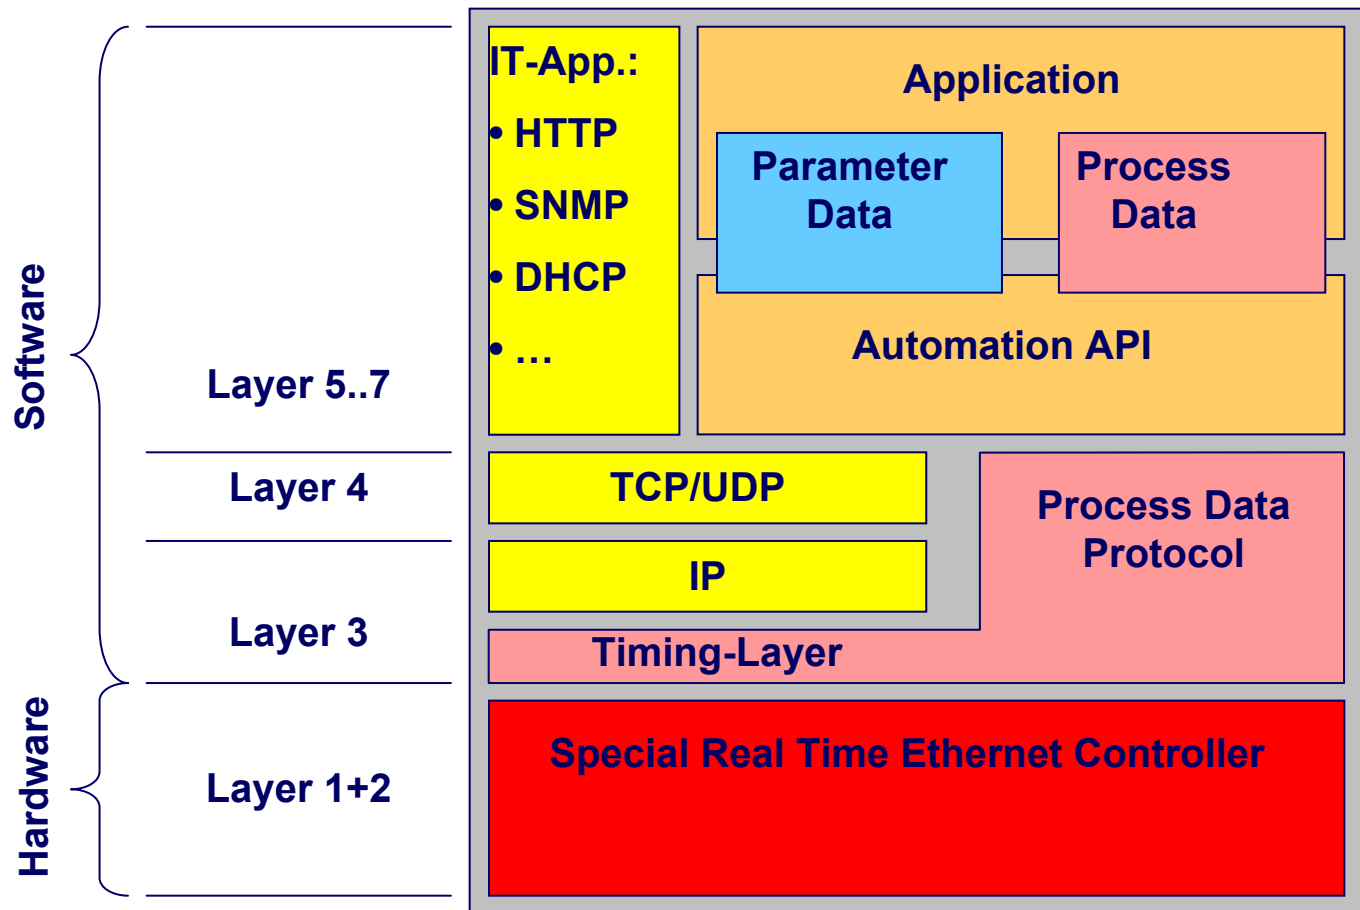 Software
Hardware
Layer 5..7
Layer 4
Layer 3
Layer 1+2
IT-App.:
• HTTP
• SNMP
• DHCP
• …
Application
Parameter
Data
Process
Data
Automation API
TCP/UDP
IP
Process Data
Protocol
Timing-Layer
Special Real Time Ethernet Controller